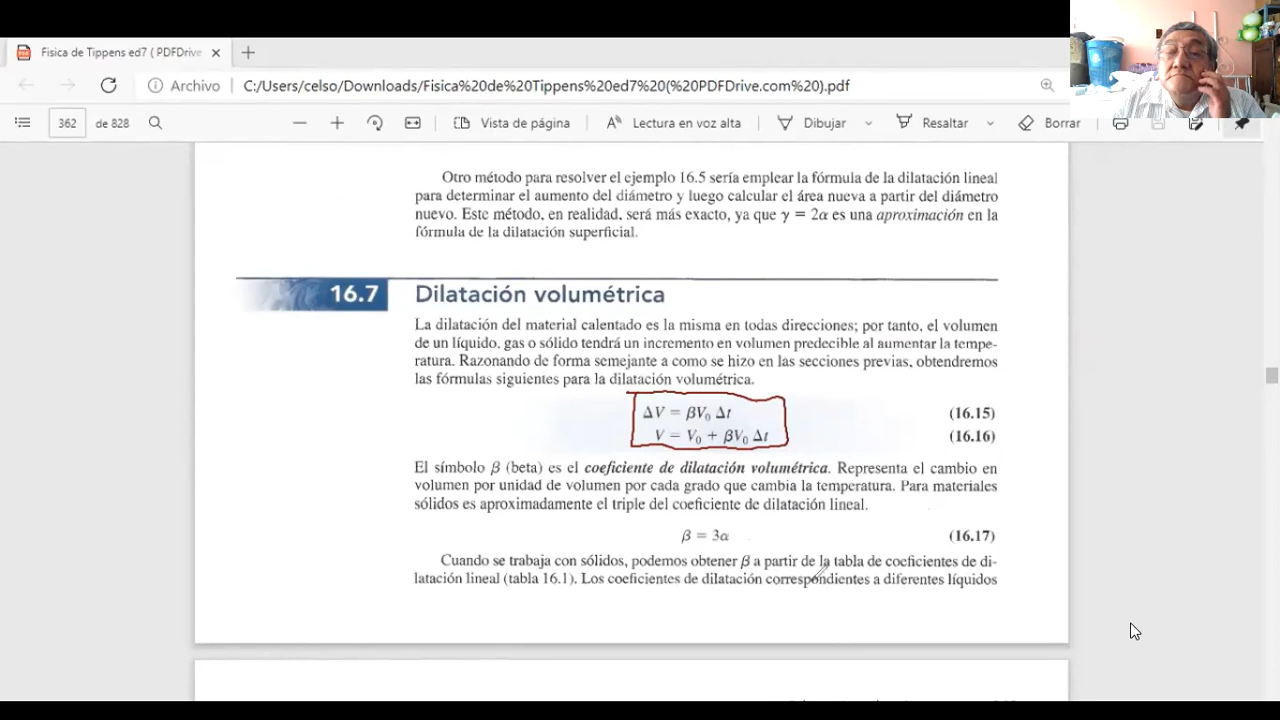 Fisica de Tippens ed7 ( PDFDrive
Archivo
C:/Users/celso/Downloads/Fisica%20de%20Tippens%20ed7%20(%20PDFDrive.com%20).pdf
362 de 828
Vista de página
Lectura en voz alta
Dibujar
Resaltar
Borrar
Otro método para resolver el ejemplo 16.5 sería emplear la fórmula de la dilatación lineal
para determinar el aumento del diámetro y luego calcular el área nueva a partir del diámetro
nuevo. Este método, en realidad, será más exacto, ya que γ = 2α es una aproximación en la
fórmula de la dilatación superficial.
16.7 Dilatación volumétrica
La dilatación del material calentado es la misma en todas direcciones; por tanto, el volumen
de un líquido, gas o sólido tendrá un incremento en volumen predecible al aumentar la tempe-
ratura. Razonando de forma semejante a como se hizo en las secciones previas, obtendremos
las fórmulas siguientes para la dilatación volumétrica.
ΔV = βV₀ Δt (16.15)
V = V₀ + βV₀ Δt (16.16)
El símbolo β (beta) es el coeficiente de dilatación volumétrica. Representa el cambio en
volumen por unidad de volumen por cada grado que cambia la temperatura. Para materiales
sólidos es aproximadamente el triple del coeficiente de dilatación lineal.
β = 3α (16.17)
Cuando se trabaja con sólidos, podemos obtener β a partir de la tabla de coeficientes de di-
latación lineal (tabla 16.1). Los coeficientes de dilatación correspondientes a diferentes líquidos